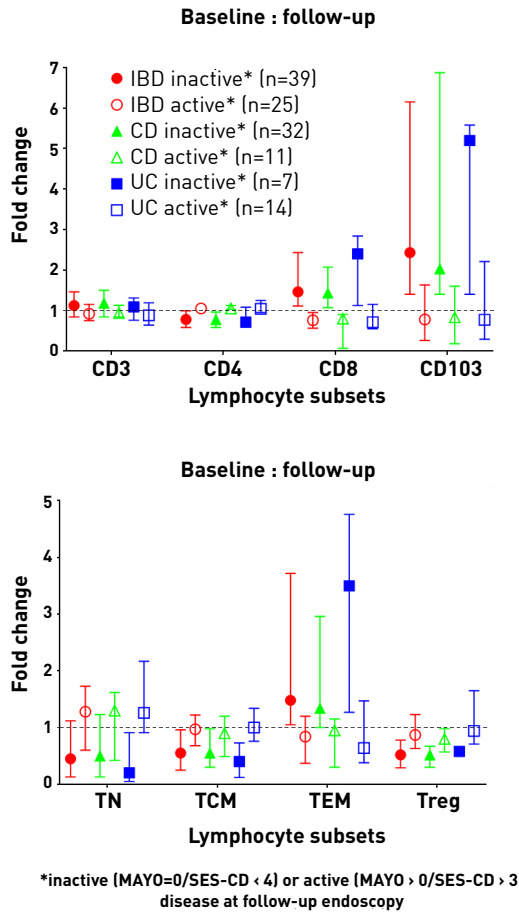 Baseline : follow-up
7
6
5
4
3
2
1
0
Fold change
IBD inactive* (n=39)
IBD active* (n=25)
CD inactive* (n=32)
CD active* (n=11)
UC inactive* (n=7)
UC active* (n=14)
CD3 CD4 CD8 CD103
Lymphocyte subsets
Baseline : follow-up
5
4
3
2
1
0
Fold change
TN TCM TEM Treg
Lymphocyte subsets
*inactive (MAYO=0/SES-CD ‹ 4) or active (MAYO › 0/SES-CD › 3
disease at follow-up endoscopy